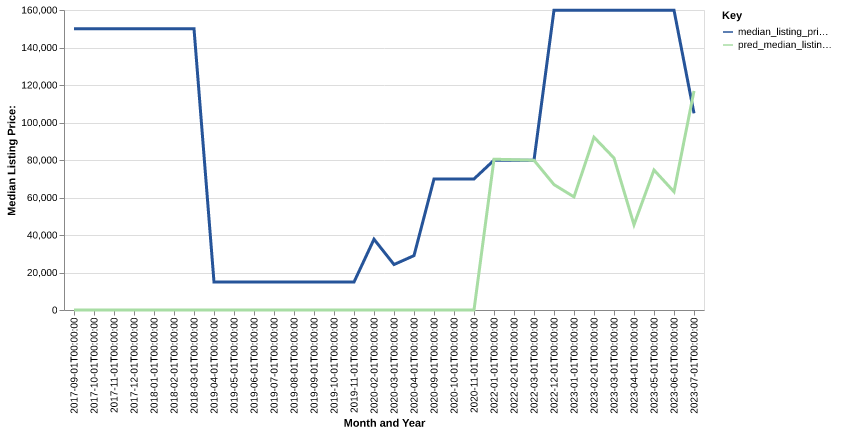 160,000
140,000
120,000
100,000
80,000
60,000
40,000
20,000
0
Median Listing Price:
2017-09-01T00:00:00
2017-10-01T00:00:00
2017-11-01T00:00:00
2017-12-01T00:00:00
2018-01-01T00:00:00
2018-02-01T00:00:00
2018-03-01T00:00:00
2019-04-01T00:00:00
2019-05-01T00:00:00
2019-06-01T00:00:00
2019-07-01T00:00:00
2019-08-01T00:00:00
2019-09-01T00:00:00
2019-10-01T00:00:00
2019-11-01T00:00:00
2020-02-01T00:00:00
2020-03-01T00:00:00
2020-04-01T00:00:00
2020-09-01T00:00:00
2020-10-01T00:00:00
2020-11-01T00:00:00
2022-01-01T00:00:00
2022-02-01T00:00:00
2022-03-01T00:00:00
2022-12-01T00:00:00
2023-01-01T00:00:00
2023-02-01T00:00:00
2023-03-01T00:00:00
2023-04-01T00:00:00
2023-05-01T00:00:00
2023-06-01T00:00:00
2023-07-01T00:00:00
Month and Year
Key
median_listing_pri…
pred_median_listin…